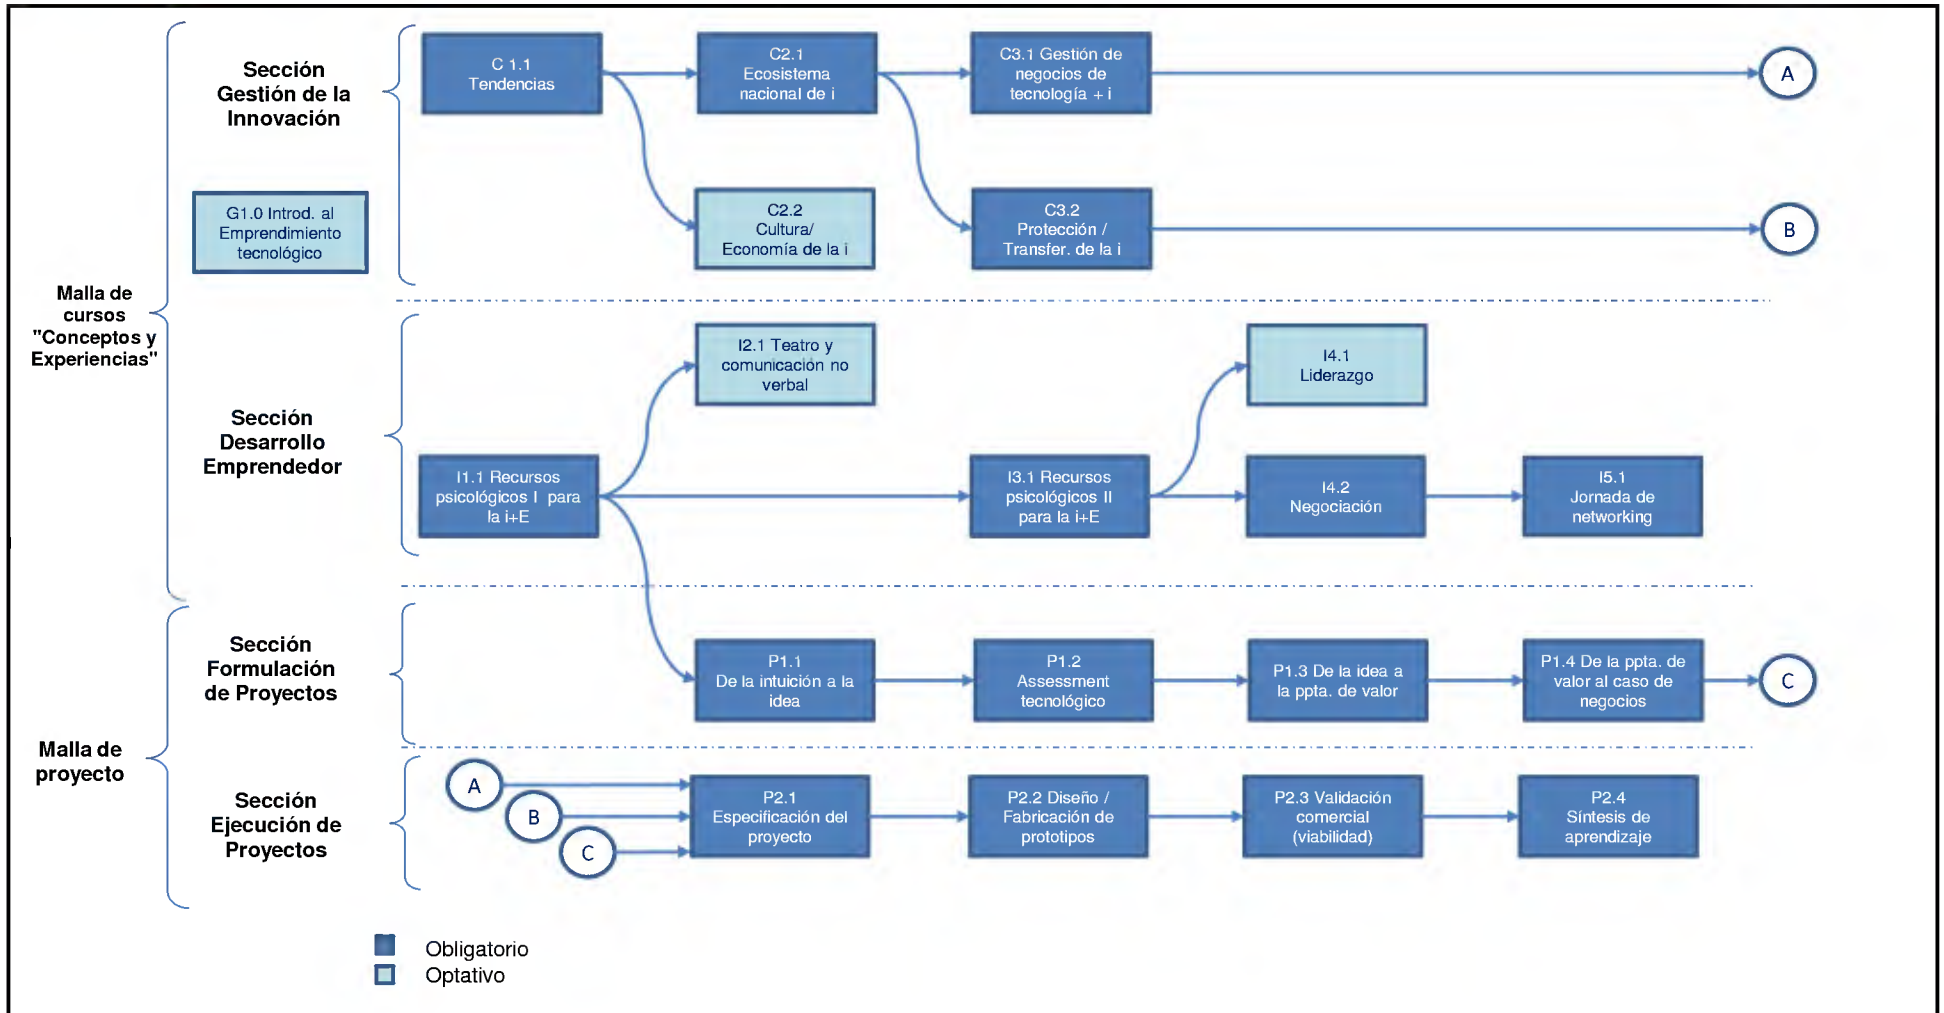 Malla de
cursos
"Conceptos y
Experiencias"
Sección
Gestión de la
Innovación
G1.0 Introd. al
Emprendimiento
tecnológico
C 1.1
Tendencias
C2.1
Ecosistema
nacional de i
C3.1 Gestión de
negocios de
tecnología + i
A
C2.2
Cultura/
Economía de la i
C3.2
Protección /
Transfer. de la i
B
Sección
Desarrollo
Emprendedor
I2.1 Teatro y
comunicación no
verbal
I4.1
Liderazgo
I1.1 Recursos
psicológicos I para
la i+E
I3.1 Recursos
psicológicos II
para la i+E
I4.2
Negociación
I5.1
Jornada de
networking
Malla de
proyecto
Sección
Formulación
de Proyectos
P1.1
De la intuición a la
idea
P1.2
Assessment
tecnológico
P1.3 De la idea a
la ppta. de valor
P1.4 De la ppta. de
valor al caso de
negocios
C
Sección
Ejecución de
Proyectos
A
B
C
P2.1
Especificación del
proyecto
P2.2 Diseño /
Fabricación de
prototipos
P2.3 Validación
comercial
(viabilidad)
P2.4
Síntesis de
aprendizaje
Obligatorio
Optativo